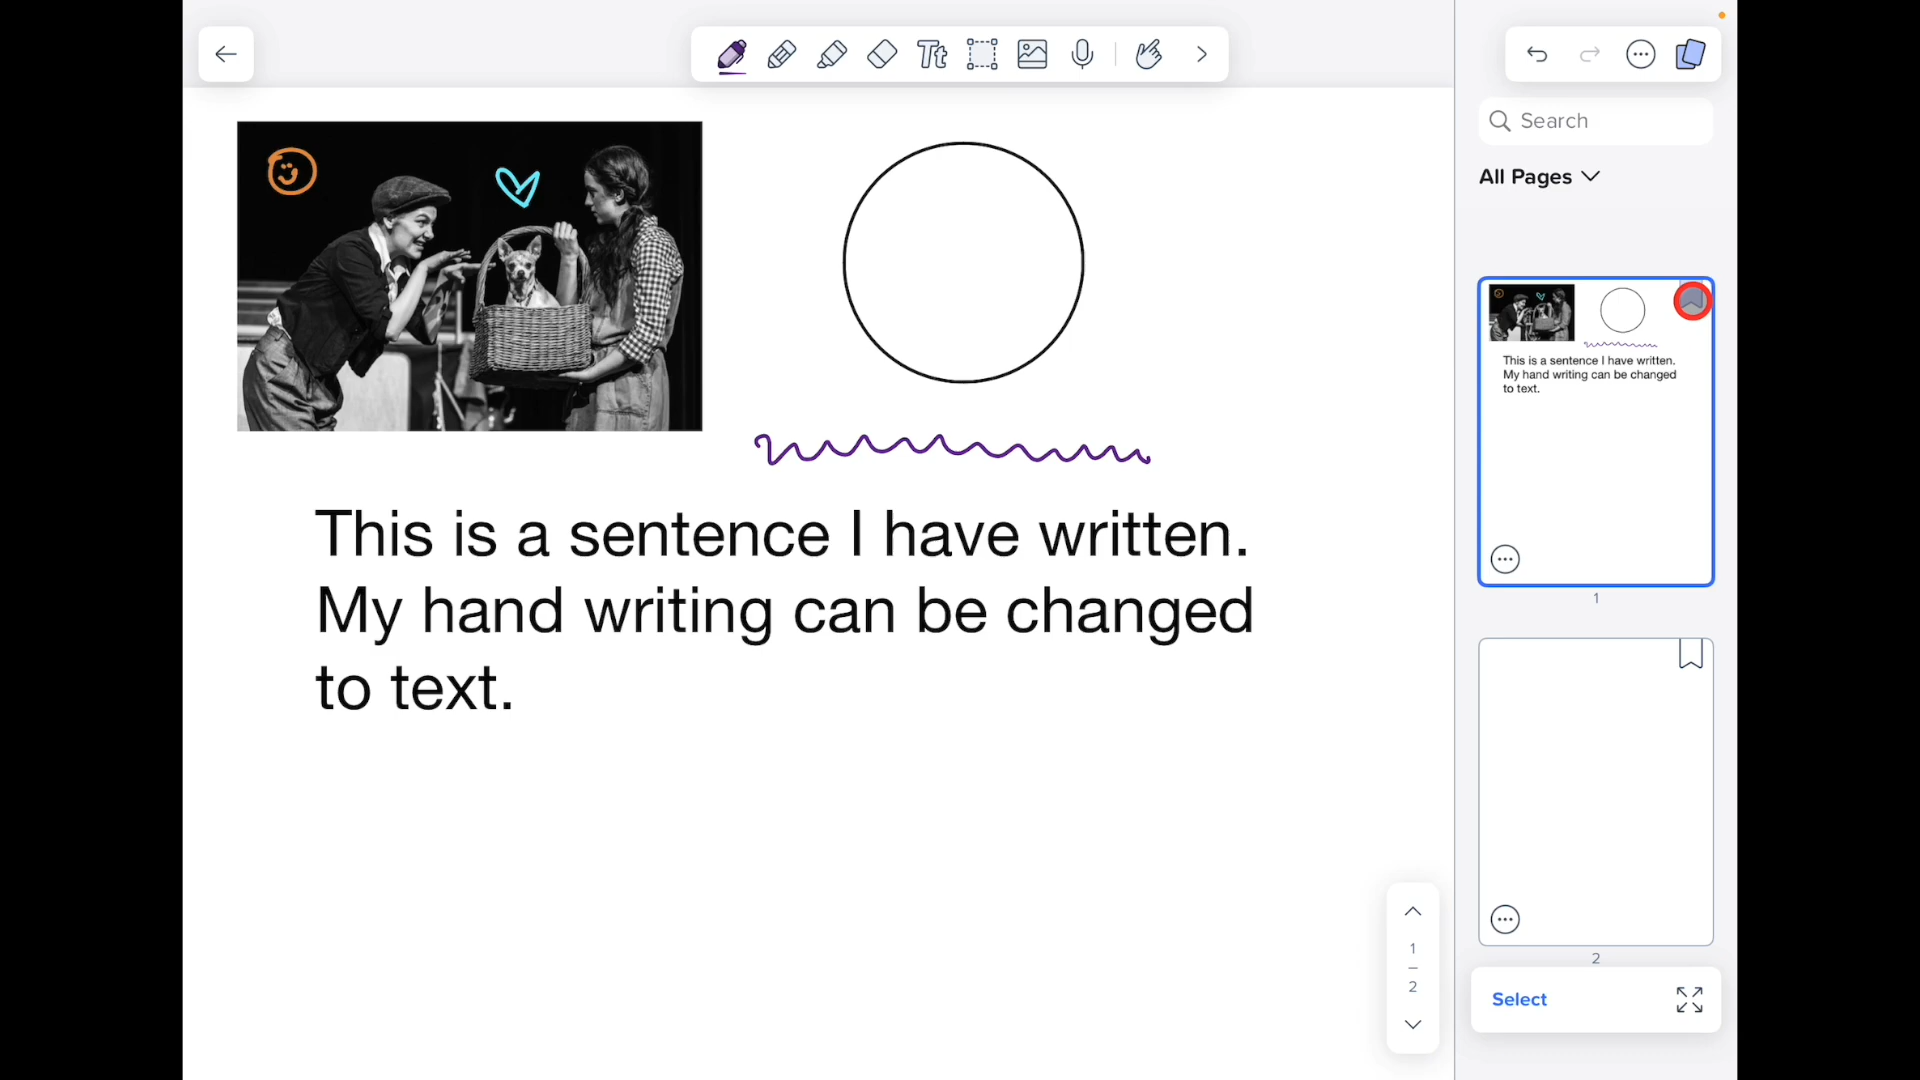 Tt
Search
All Pages
This is a sentence I have written.
My hand writing can be changed
to text.
1
2
This is a sentence I have written.
My hand writing can be changed
to text.
1
2
Select